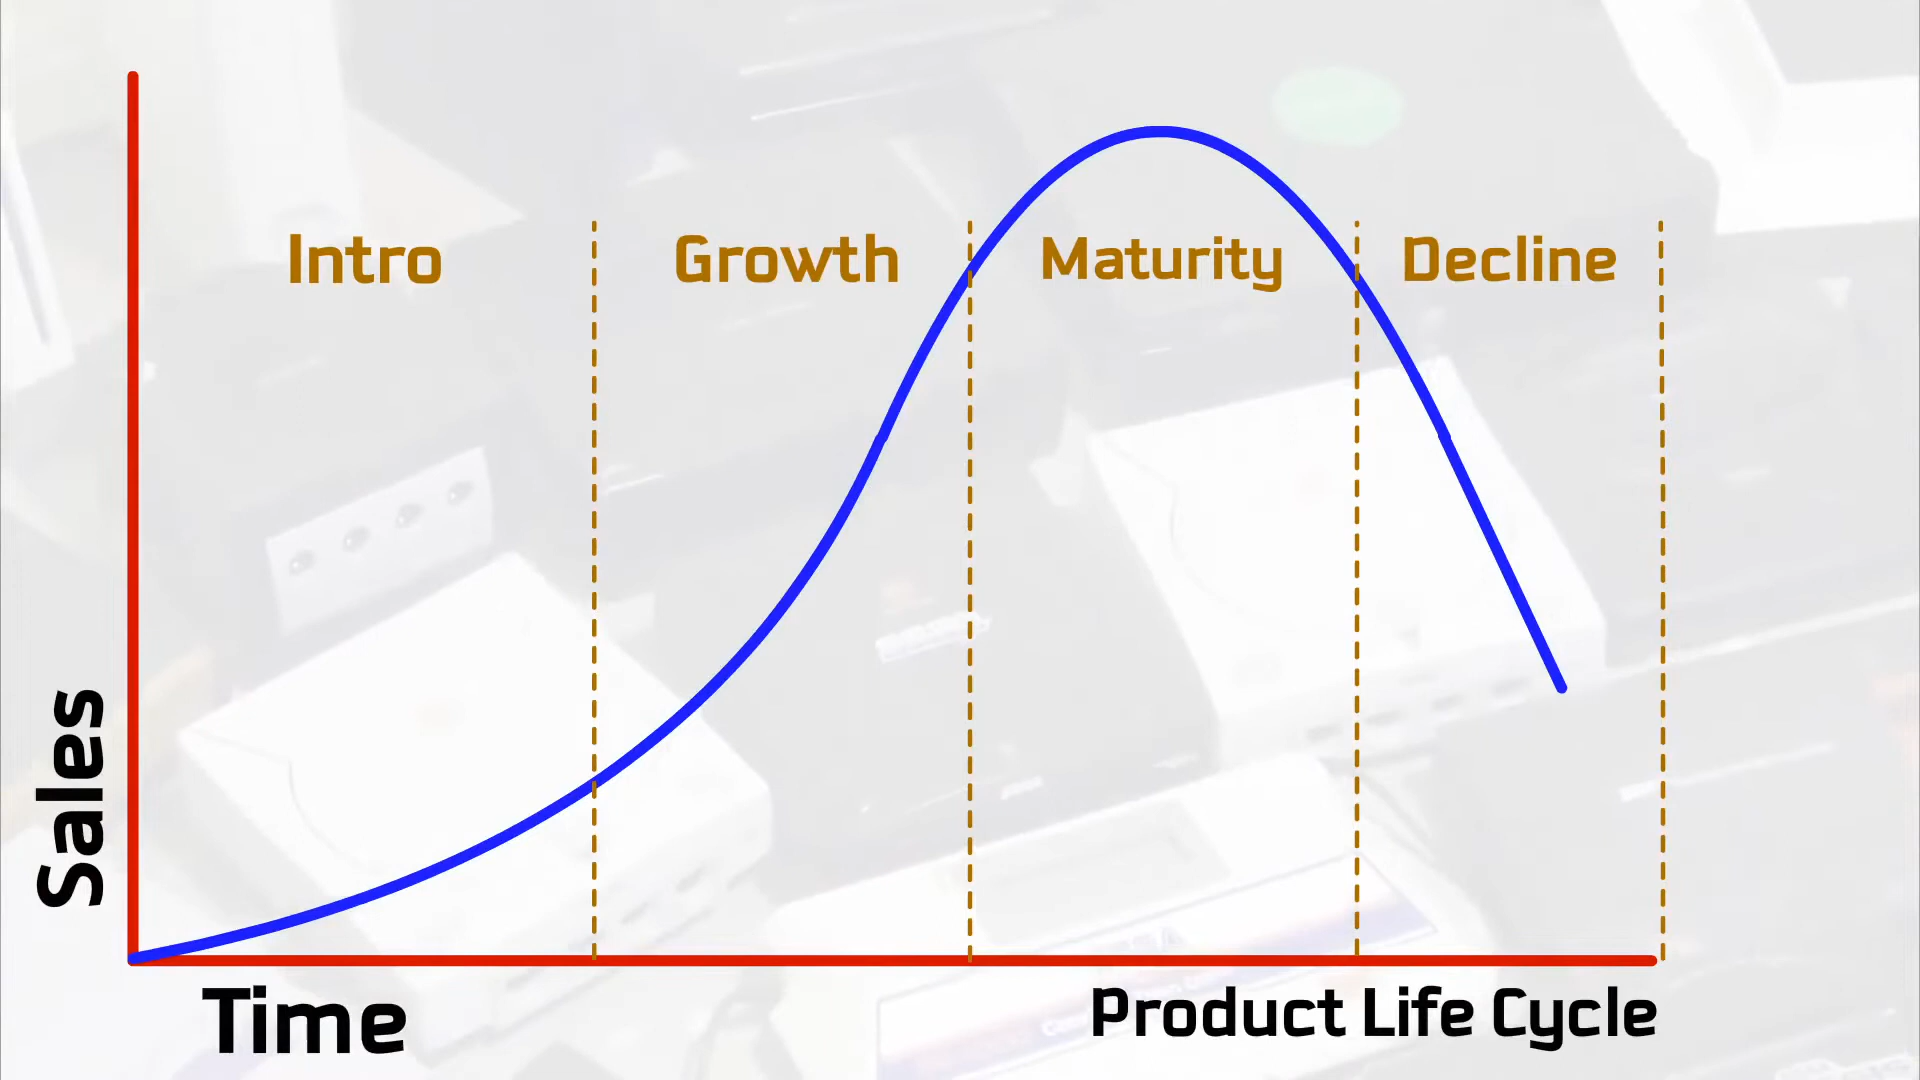 Intro
Growth
Maturity
Decline
Sales
Time
Product Life Cycle